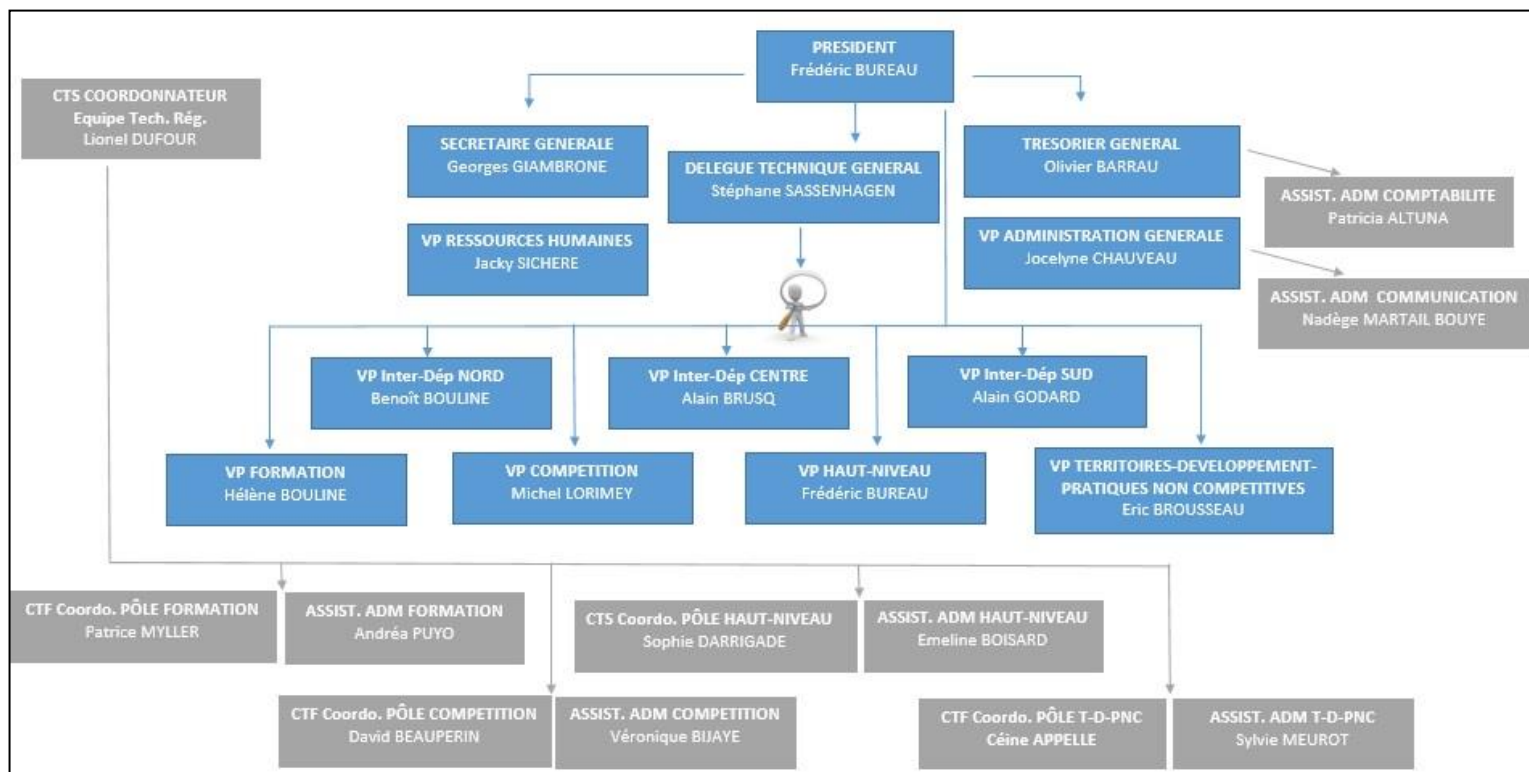 PRESIDENT
Frédéric BUREAU
CTS COORDONNATEUR
Equipe Tech. Rég.
Lionel DUFOUR
SECRETAIRE GENERALE
Georges GIAMBRONE
DELEGUE TECHNIQUE GENERAL
Stéphane SASSENHAGEN
TRESORIER GENERAL
Olivier BARRAU
ASSIST. ADM COMPTABILITE
Patricia ALTUNA
VP RESSOURCES HUMAINES
Jacky SICHERE
VP ADMINISTRATION GENERALE
Jocelyne CHAUVEAU
ASSIST. ADM COMMUNICATION
Nadège MARTAIL BOUYE
VP Inter-Dép NORD
Benoît BOULINE
VP Inter-Dép CENTRE
Alain BRUSQ
VP Inter-Dép SUD
Alain GODARD
VP FORMATION
Hélène BOULINE
VP COMPETITION
Michel LORIMEY
VP HAUT-NIVEAU
Frédéric BUREAU
VP TERRITOIRES-DEVELOPPEMENT-
PRATIQUES NON COMPETITIVES
Eric BROUSSEAU
CTF Coordo. PÔLE FORMATION
Patrice MYLLER
ASSIST. ADM FORMATION
Andréa PUYO
CTS Coordo. PÔLE HAUT-NIVEAU
Sophie DARRIGADE
ASSIST. ADM HAUT-NIVEAU
Emeline BOISARD
CTF Coordo. PÔLE COMPETITION
David BEAUPERIN
ASSIST. ADM COMPETITION
Véronique BIJAYE
CTF Coordo. PÔLE T-D-PNC
Céine APPELLE
ASSIST. ADM T-D-PNC
Sylvie MEUROT